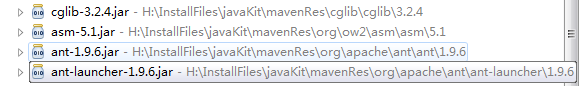 cglib-3.2.4.jar - H:\InstallFiles\javaKit\mavenRes\cglib\cglib\3.2.4
asm-5.1.jar - H:\InstallFiles\javaKit\mavenRes\org\ow2\asm\asm\5.1
ant-1.9.6.jar - H:\InstallFiles\javaKit\mavenRes\org\apache\ant\ant\1.9.6
ant-launcher-1.9.6.jar - H:\InstallFiles\javaKit\mavenRes\org\apache\ant\ant-launcher\1.9.6